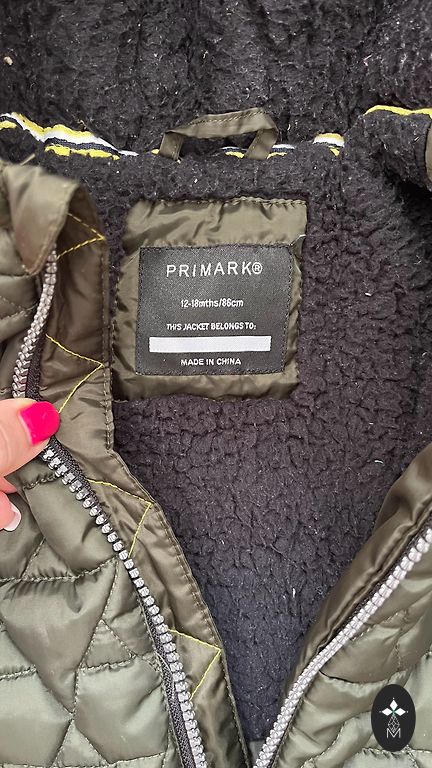 PRIMARK®
12-18mths/86cm
THIS JACKET BELONGS TO:
MADE IN CHINA
M